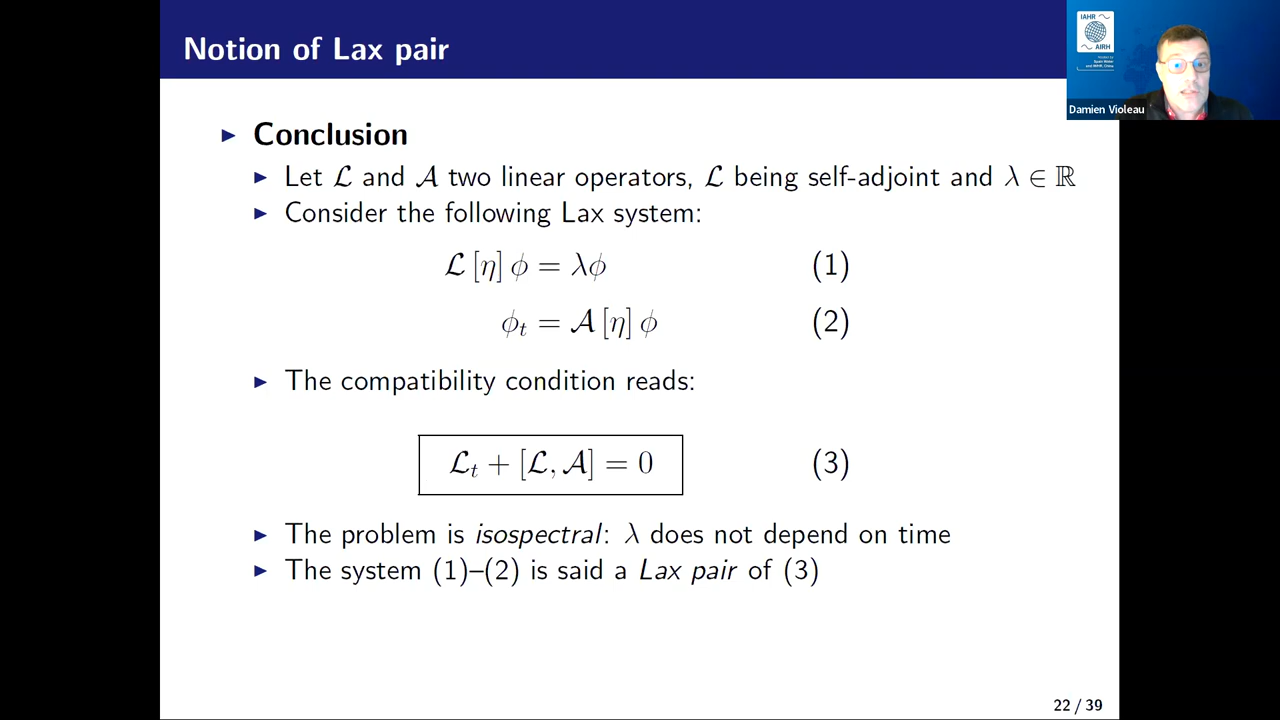 Notion of Lax pair
IAHR
AIRH
Damien Violeau
▶ Conclusion
▶ Let ℒ and 𝒜 two linear operators, ℒ being self-adjoint and λ ∈ ℝ
▶ Consider the following Lax system:
ℒ [η] ϕ = λϕ (1)
ϕₜ = 𝒜 [η] ϕ (2)
▶ The compatibility condition reads:
ℒₜ + [ℒ, 𝒜] = 0 (3)
▶ The problem is isospectral: λ does not depend on time
▶ The system (1)–(2) is said a Lax pair of (3)
22 / 39